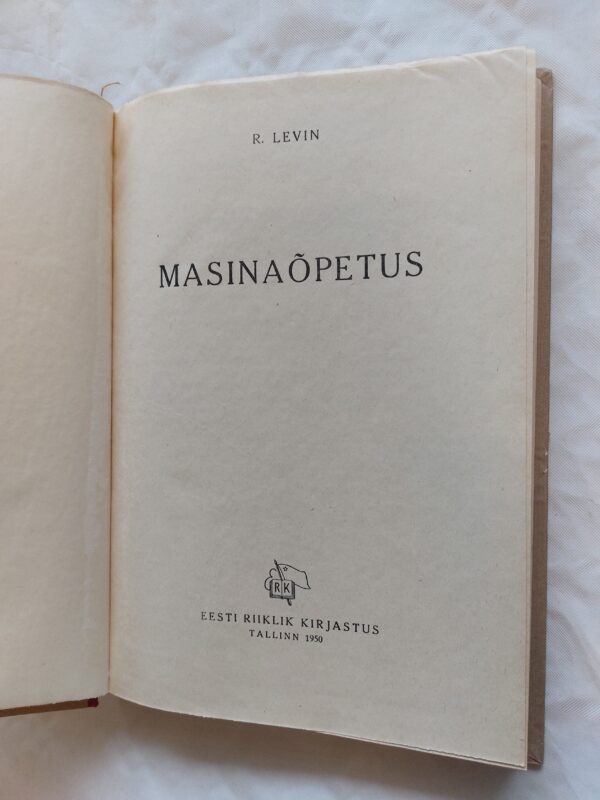 R. LEVIN
MASINAÕPETUS
RK
EESTI RIIKLIK KIRJASTUS
TALLINN 1950